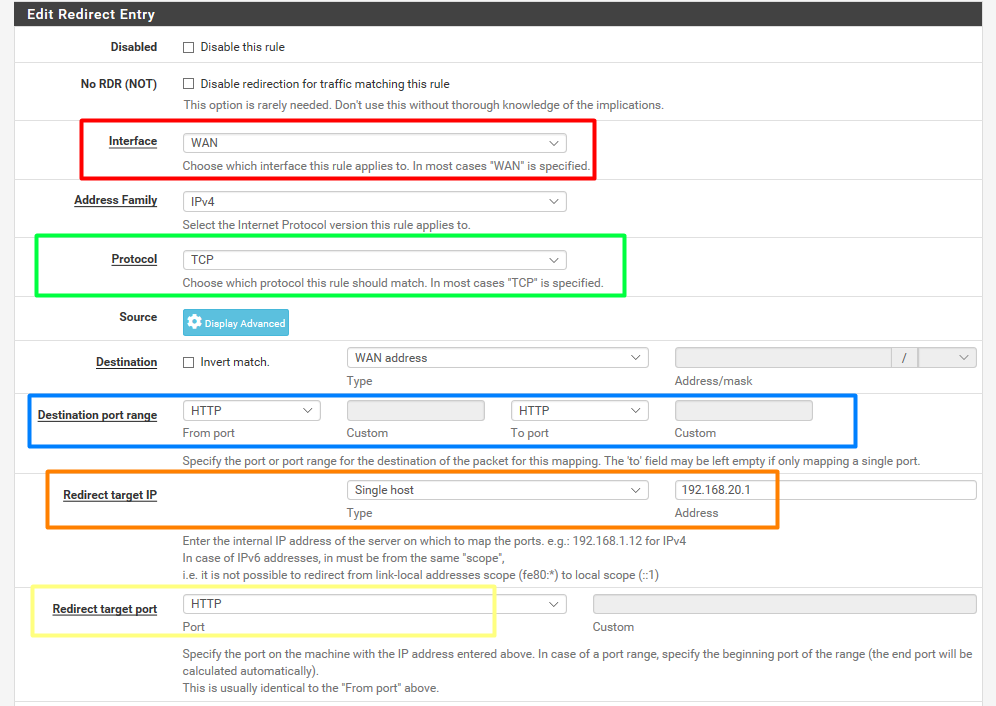 Edit Redirect Entry
Disabled
Disable this rule
No RDR (NOT)
Disable redirection for traffic matching this rule
This option is rarely needed. Don't use this without thorough knowledge of the implications.
Interface
WAN
Choose which interface this rule applies to. In most cases "WAN" is specified.
Address Family
IPv4
Select the Internet Protocol version this rule applies to.
Protocol
TCP
Choose which protocol this rule should match. In most cases "TCP" is specified.
Source
Display Advanced
Destination
Invert match.
WAN address
/
Type
Address/mask
Destination port range
HTTP
HTTP
From port
Custom
To port
Custom
Specify the port or port range for the destination of the packet for this mapping. The 'to' field may be left empty if only mapping a single port.
Redirect target IP
Single host
192.168.20.1
Type
Address
Enter the internal IP address of the server on which to map the ports. e.g.: 192.168.1.12 for IPv4
In case of IPv6 addresses, in must be from the same "scope",
i.e. it is not possible to redirect from link-local addresses scope (fe80:*) to local scope (::1)
Redirect target port
HTTP
Port
Custom
Specify the port on the machine with the IP address entered above. In case of a port range, specify the beginning port of the range (the end port will be
calculated automatically).
This is usually identical to the "From port" above.